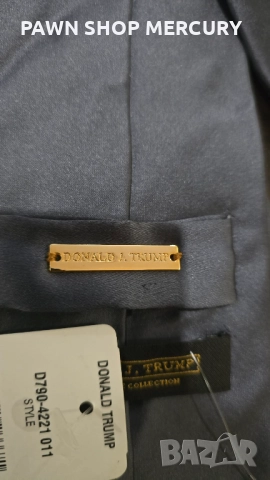 PAWN SHOP MERCURY
DONALD J. TRUMP
J. TRUMP
COLLECTION
DONALD TRUMP
D790-4221 011
STYLE
bazar